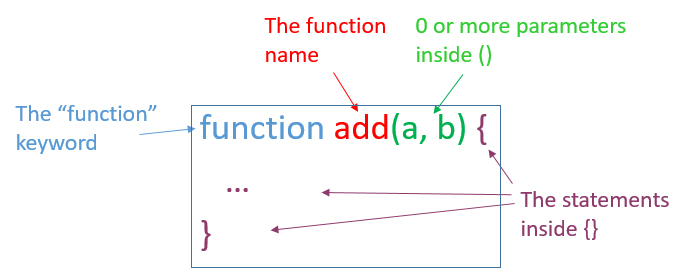 The function
name
0 or more parameters
inside ()
The “function”
keyword
function add(a, b) {
...
}
The statements
inside {}